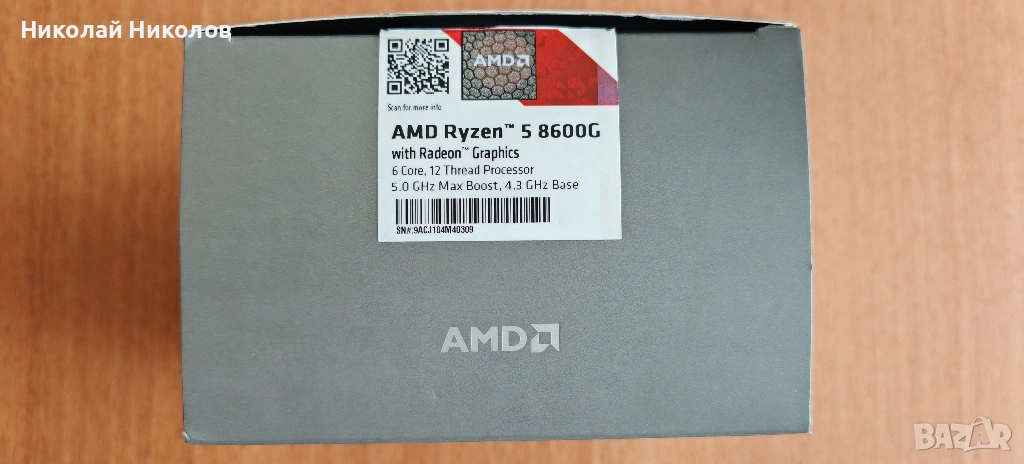 Николай Николов
AMD
Scan for more info
AMD Ryzen™ 5 8600G
with Radeon™ Graphics
6 Core, 12 Thread Processor
5.0 GHz Max Boost, 4.3 GHz Base
SN#:9ACJ184M40309
AMD
BAZAR